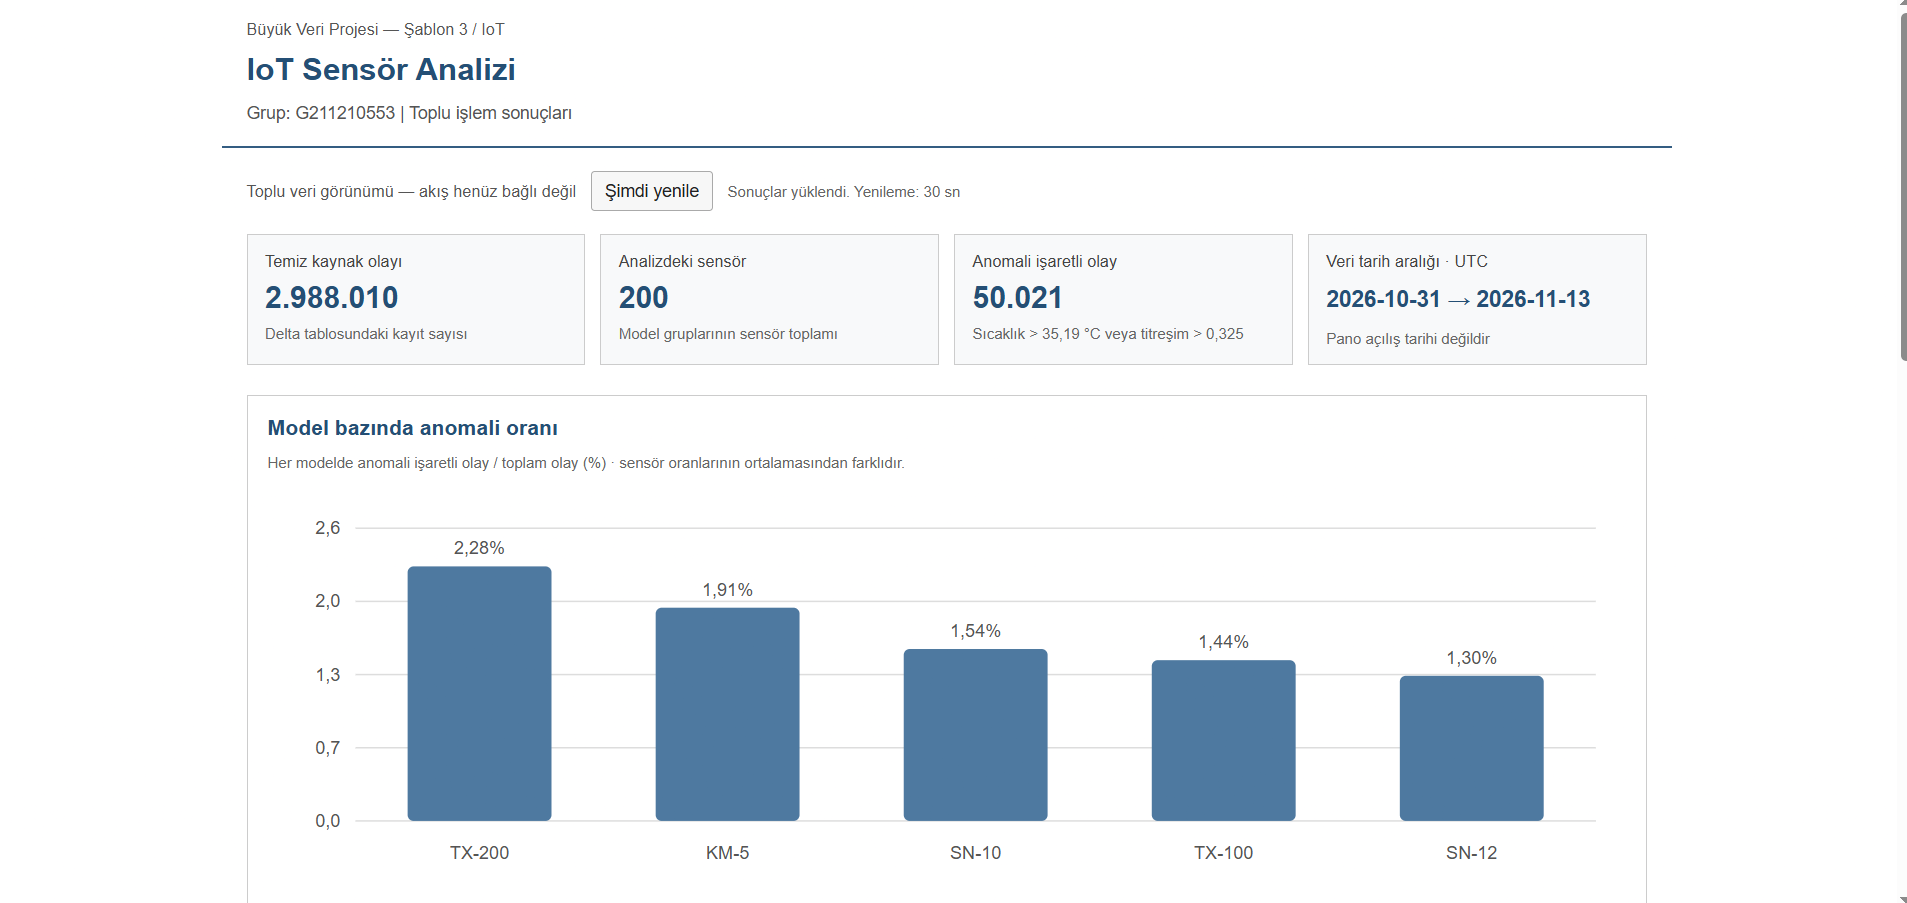 Büyük Veri Projesi — Şablon 3 / IoT
IoT Sensör Analizi
Grup: G211210553 | Toplu işlem sonuçları
Toplu veri görünümü — akış henüz bağlı değil
Şimdi yenile
Sonuçlar yüklendi. Yenileme: 30 sn
Temiz kaynak olayı
2.988.010
Delta tablosundaki kayıt sayısı
Analizdeki sensör
200
Model gruplarının sensör toplamı
Anomali işaretli olay
50.021
Sıcaklık > 35,19 °C veya titreşim > 0,325
Veri tarih aralığı · UTC
2026-10-31 → 2026-11-13
Pano açılış tarihi değildir
Model bazında anomali oranı
Her modelde anomali işaretli olay / toplam olay (%) · sensör oranlarının ortalamasından farklıdır.
2,6
2,0
1,3
0,7
0,0
2,28%
1,91%
1,54%
1,44%
1,30%
TX-200
KM-5
SN-10
TX-100
SN-12